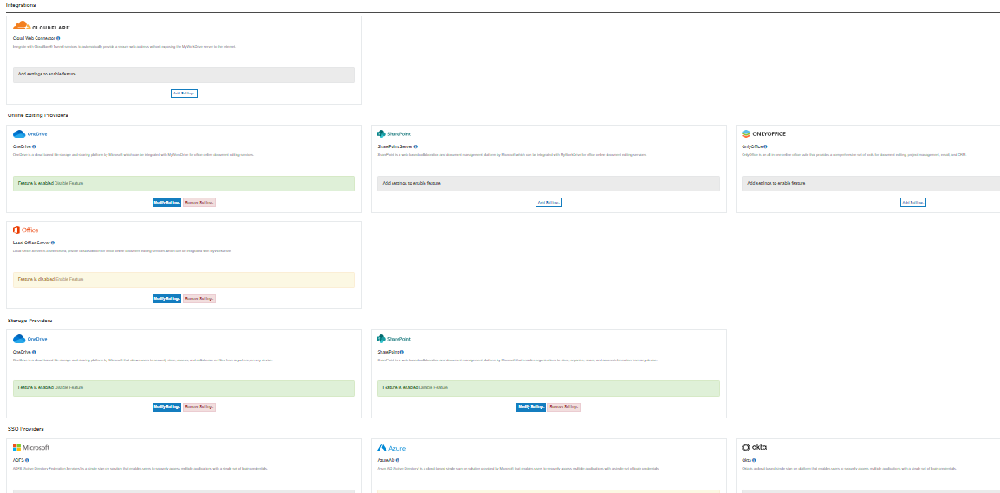 Integrations
CLOUDFLARE
Cloud Web Connector
Integrate with Cloudflare® Tunnel services to automatically provide a secure web address without exposing the MyWorkDrive server to the internet.
Add settings to enable feature
Add Settings
Online Editing Providers
OneDrive
OneDrive
OneDrive is a cloud based file storage and sharing platform by Microsoft which can be integrated with MyWorkDrive for office online document editing services.
Feature is enabled Disable Feature
Modify Settings Remove Settings
SharePoint
SharePoint Server
SharePoint is a web based collaboration and document management platform by Microsoft which can be integrated with MyWorkDrive for office online document editing services.
Add settings to enable feature
Add Settings
ONLYOFFICE
OnlyOffice
OnlyOffice is an all-in-one online office tools that provides a comprehensive set of tools for document editing, project management, email, and CRM.
Add settings to enable feature
Add Settings
Office
Local Office Server
Local Office Server is a self-hosted, private cloud solution for office online document editing services which can be integrated with MyWorkDrive.
Feature is disabled Enable Feature
Modify Settings Remove Settings
Storage Providers
OneDrive
OneDrive
OneDrive is a cloud based file storage and sharing platform by Microsoft that allows users to remotely store, access, and collaborate on files from anywhere on any device.
Feature is enabled Disable Feature
Modify Settings Remove Settings
SharePoint
SharePoint
SharePoint is a web based collaboration and document management platform by Microsoft that enables organizations to store, organize, share, and access information from any device.
Feature is enabled Disable Feature
Modify Settings Remove Settings
SSO Providers
Microsoft
ADFS
ADFS (Active Directory Federation Services) is a single sign on solution that enables users to securely access multiple applications with a single set of login credentials.
Azure
AzureAD
Azure AD (Active Directory) is a cloud based single sign on solution provided by Microsoft that enables users to securely access multiple applications with a single set of login credentials.
okta
Okta
Okta is a cloud based single sign on platform that enables users to securely access multiple applications with a single set of login credentials.